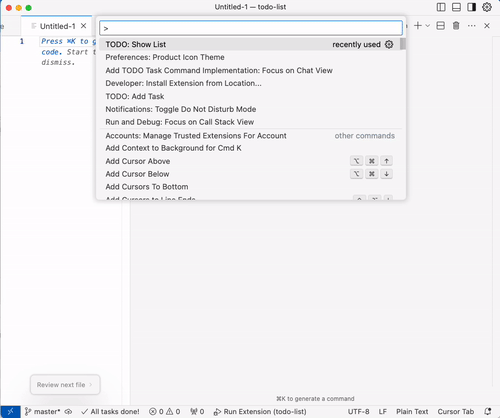 Untitled-1 — todo-list
Untitled-1
>
1
Press ⌘K to g
code. Start t
dismiss.
TODO: Show List
recently used
Preferences: Product Icon Theme
Add TODO Task Command Implementation: Focus on Chat View
Developer: Install Extension from Location...
TODO: Add Task
Notifications: Toggle Do Not Disturb Mode
Run and Debug: Focus on Call Stack View
Accounts: Manage Trusted Extensions For Account
other commands
Add Context to Background for Cmd K
Add Cursor Above
⌥ ⌘ ↑
Add Cursor Below
⌥ ⌘ ↓
Add Cursors To Bottom
Add Cursors to Line Ends
Review next file
⌘K to generate a command
master*
All tasks done!
0
0
0
Run Extension (todo-list)
UTF-8
LF
Plain Text
Cursor Tab